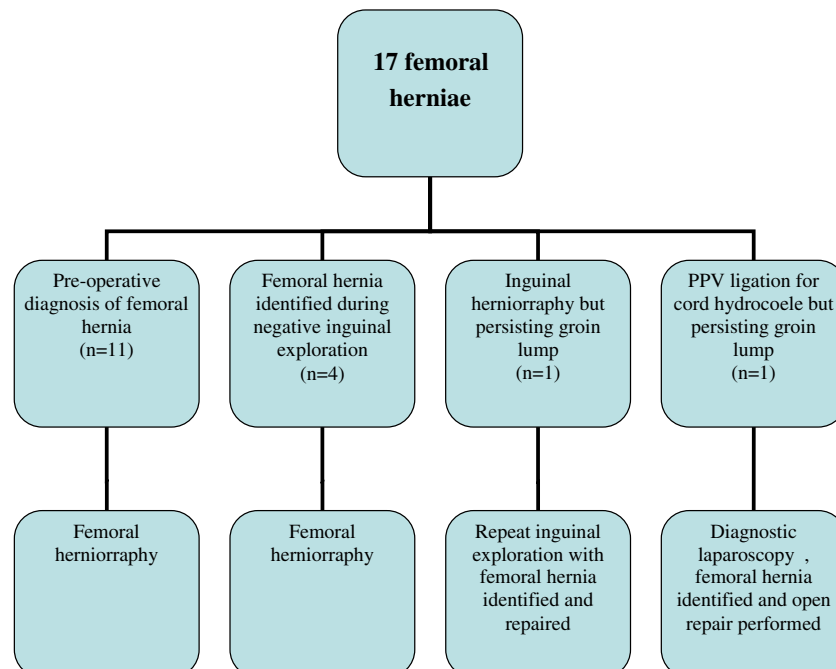 17 femoral
herniae
Pre-operative
diagnosis of femoral
hernia
(n=11)
Femoral hernia
identified during
negative inguinal
exploration
(n=4)
Inguinal
herniorraphy but
persisting groin
lump
(n=1)
PPV ligation for
cord hydrocoele but
persisting groin
lump
(n=1)
Femoral
herniorraphy
Femoral
herniorraphy
Repeat inguinal
exploration with
femoral hernia
identified and
repaired
Diagnostic
laparoscopy ,
femoral hernia
identified and open
repair performed